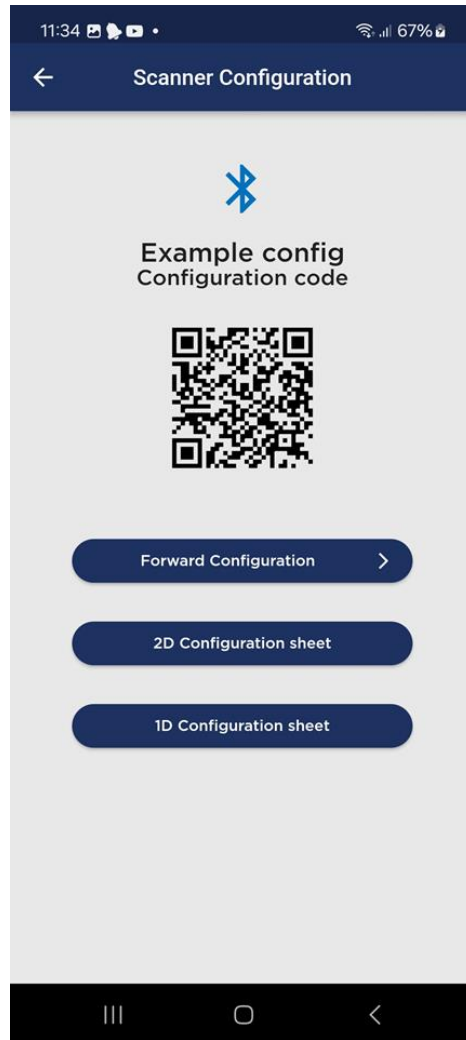 11:34
67%
Scanner Configuration
Example config
Configuration code
Forward Configuration
2D Configuration sheet
1D Configuration sheet